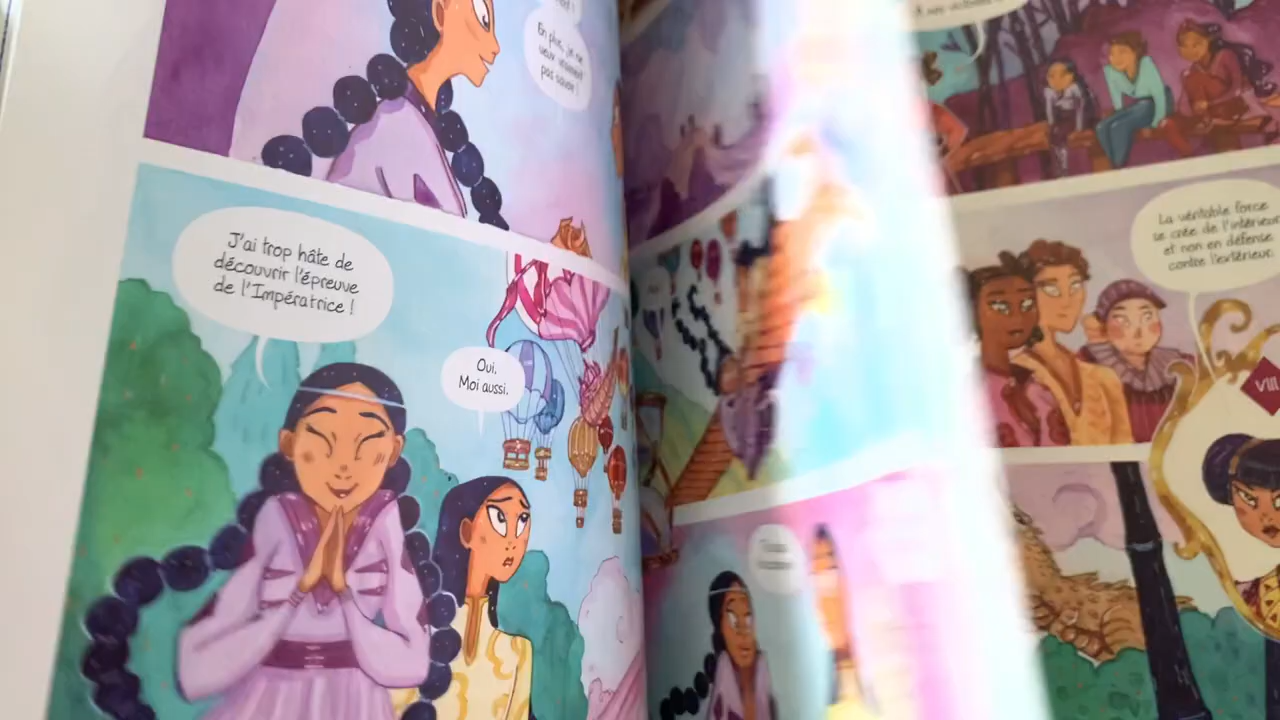 En plus, je ne
veux vraiment
pas savoir !
J'ai trop hâte de
découvrir l'épreuve
de l'Impératrice !
Oui.
Moi aussi.
La véritable force
se crée de l'intérieur
et non en défense
contre l'extérieur.
VIII